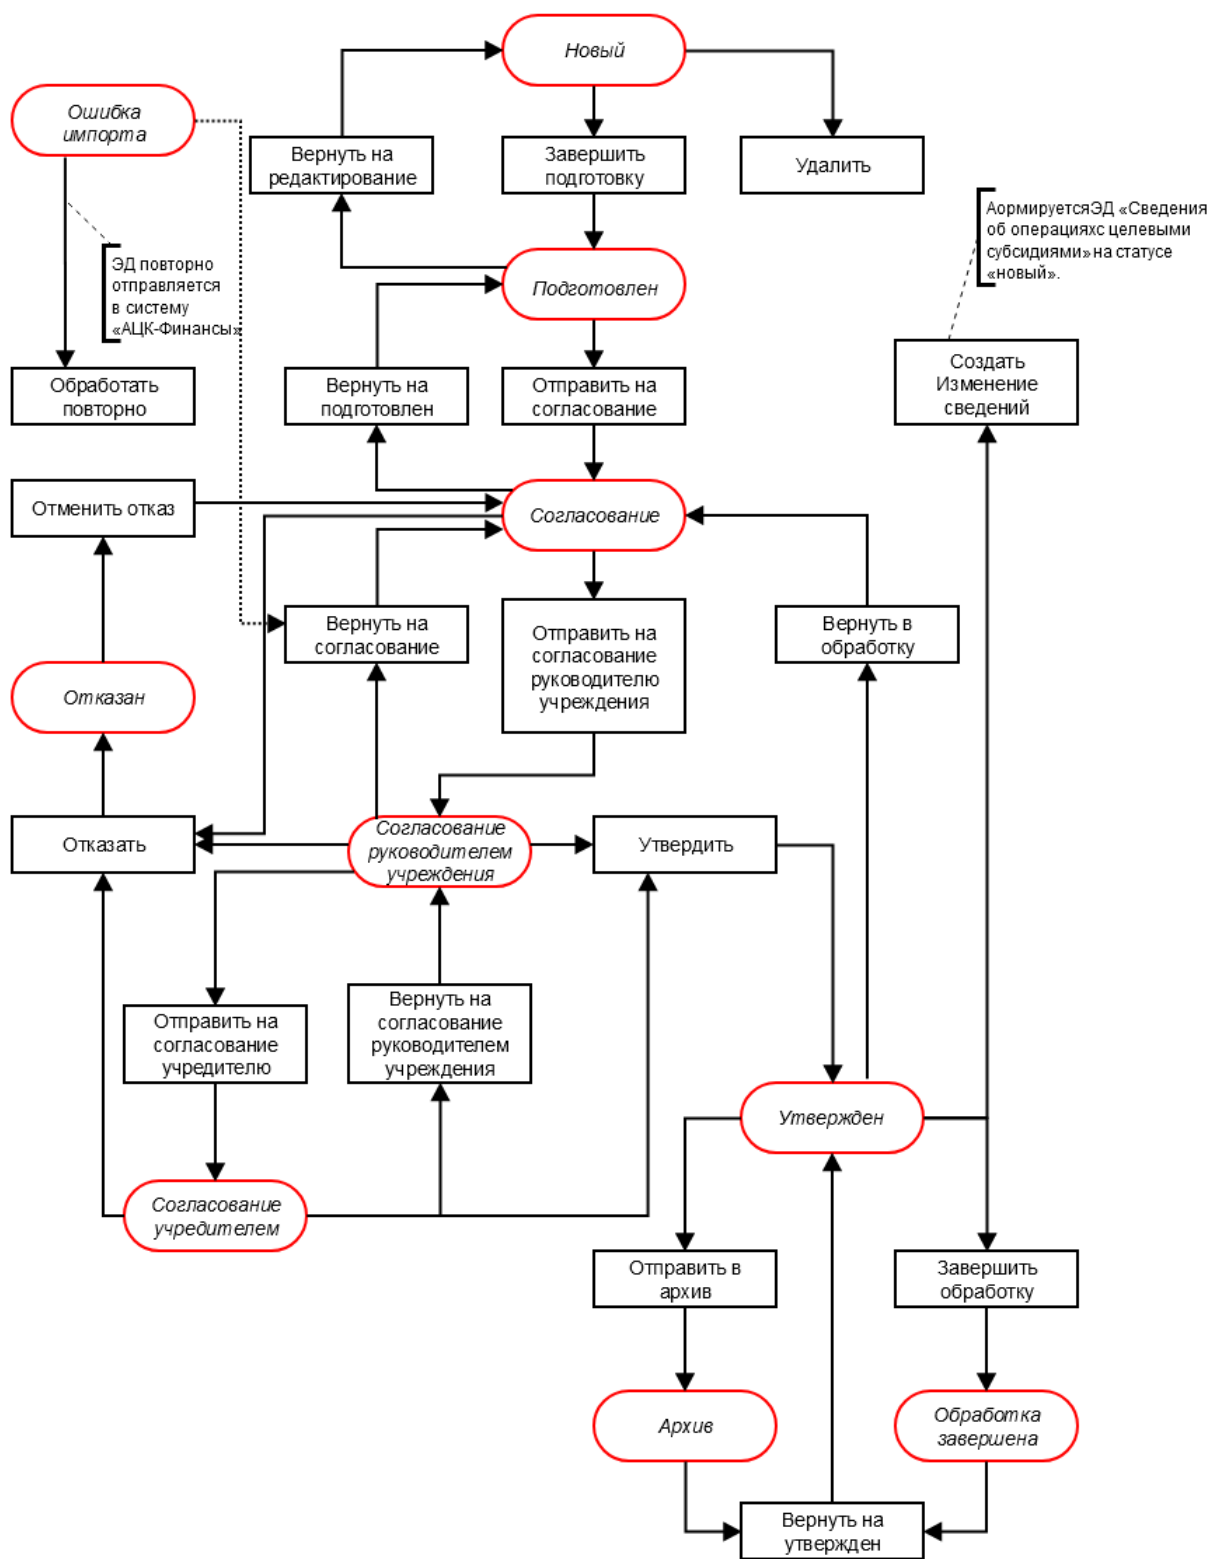 Новый
Ошибка
импорта
Вернуть на
редактирование
Завершить
подготовку
Удалить
АормируетсяЭД «Сведения
об операцияхс целевыми
субсидиями» на статусе
«новый».
ЭД повторно
отправляется
в систему
«АЦК-Финансы»
Подготовлен
Обработать
повторно
Вернуть на
подготовлен
Отправить на
согласование
Создать
Изменение
сведений
Отменить отказ
Согласование
Вернуть на
согласование
Отправить на
согласование
руководителю
учреждения
Вернуть в
обработку
Отказан
Отказать
Согласование
руководителем
учреждения
Утвердить
Отправить на
согласование
учредителю
Вернуть на
согласование
руководителем
учреждения
Утвержден
Согласование
учредителем
Отправить в
архив
Завершить
обработку
Архив
Обработка
завершена
Вернуть на
утвержден